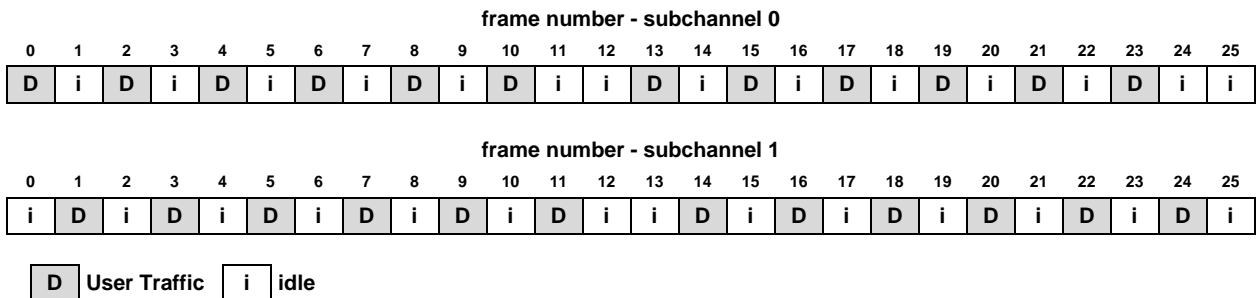 frame number - subchannel 0
0 1 2 3 4 5 6 7 8 9 10 11 12 13 14 15 16 17 18 19 20 21 22 23 24 25
D i D i D i D i D i D i i D i D i D i D i D i D i i
frame number - subchannel 1
0 1 2 3 4 5 6 7 8 9 10 11 12 13 14 15 16 17 18 19 20 21 22 23 24 25
i D i D i D i D i D i D i i D i D i D i D i D i D i
D User Traffic i idle